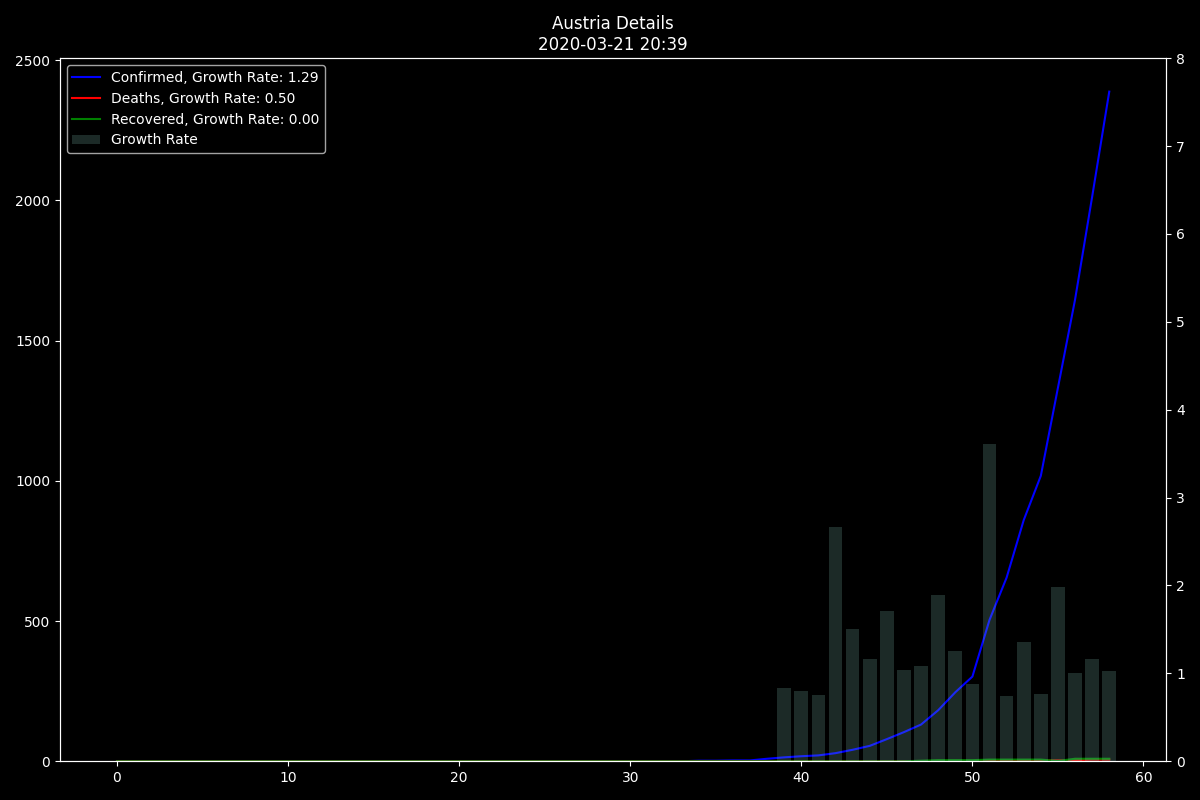 Austria Details
2020-03-21 20:39
Confirmed, Growth Rate: 1.29
Deaths, Growth Rate: 0.50
Recovered, Growth Rate: 0.00
Growth Rate
2500
2000
1500
1000
500
0
8
7
6
5
4
3
2
1
0
0 10 20 30 40 50 60